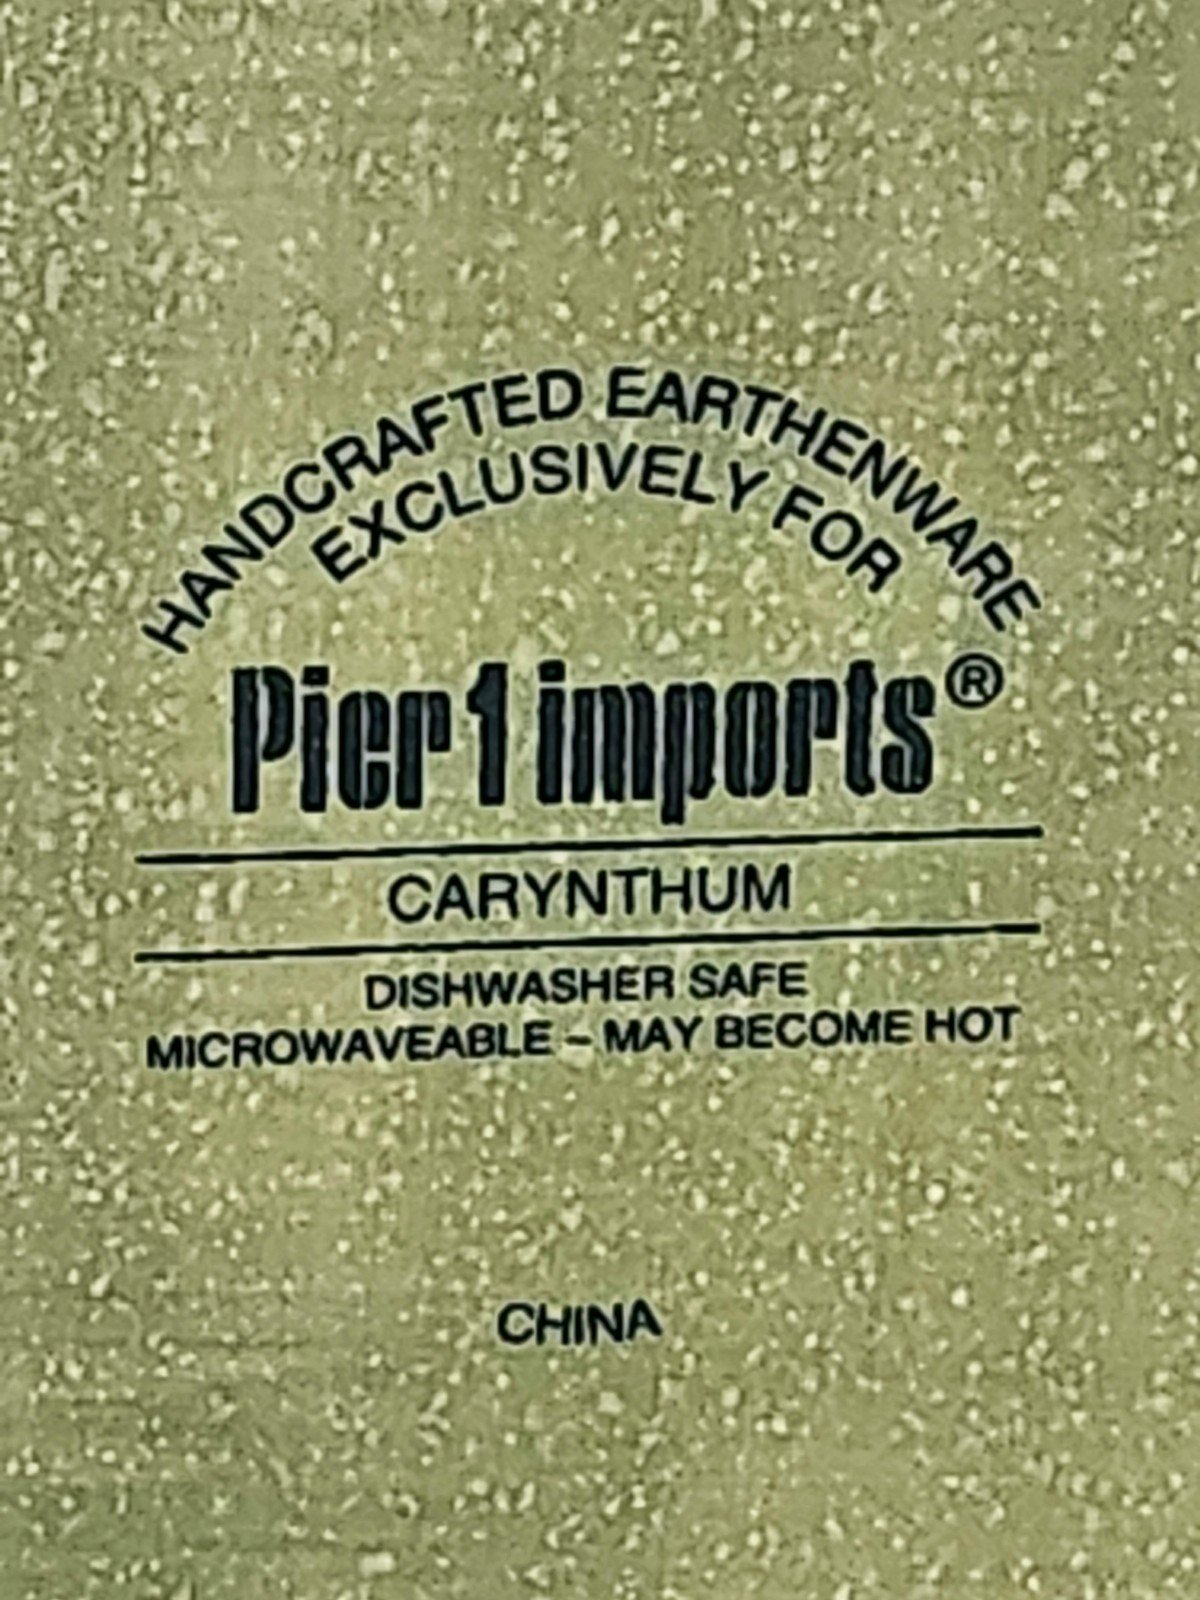 HANDCRAFTED EARTHENWARE
EXCLUSIVELY FOR
Pier 1 imports®
CARYNTHUM
DISHWASHER SAFE
MICROWAVEABLE – MAY BECOME HOT
CHINA